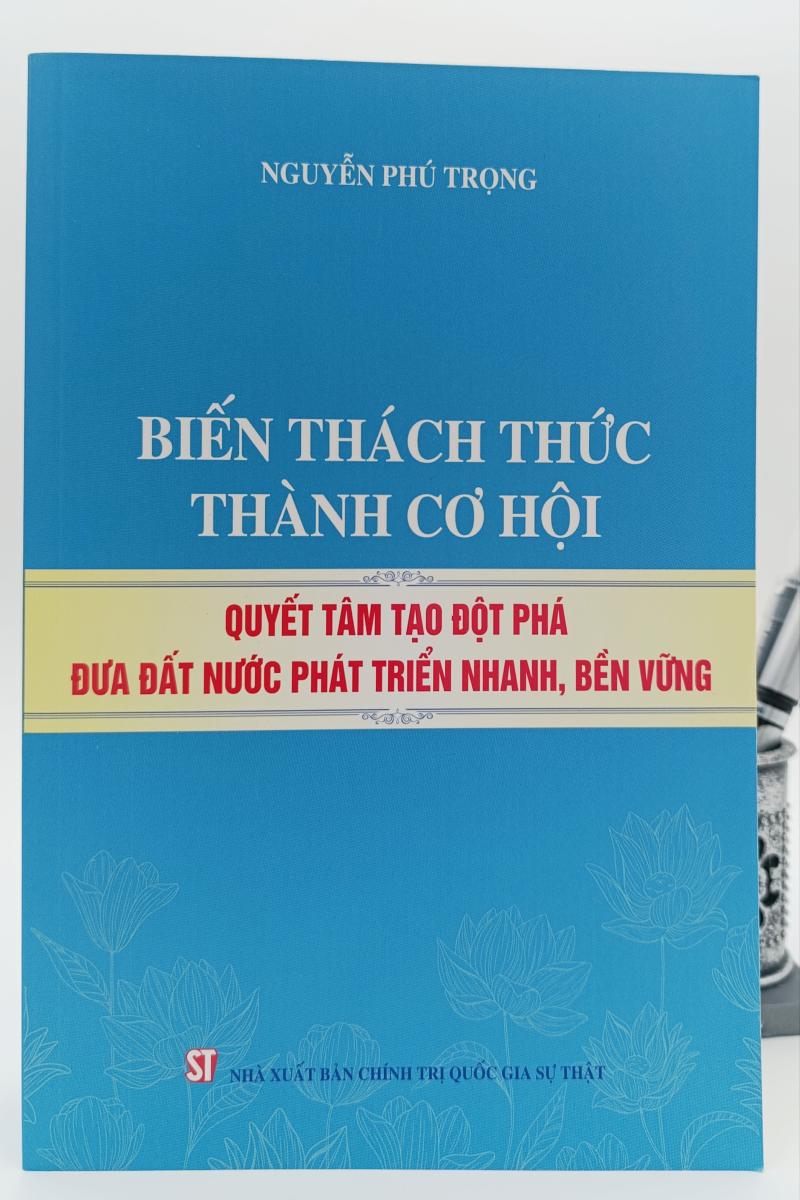 NGUYỄN PHÚ TRỌNG
BIẾN THÁCH THỨC
THÀNH CƠ HỘI
QUYẾT TÂM TẠO ĐỘT PHÁ
ĐƯA ĐẤT NƯỚC PHÁT TRIỂN NHANH, BỀN VỮNG
ST NHÀ XUẤT BẢN CHÍNH TRỊ QUỐC GIA SỰ THẬT